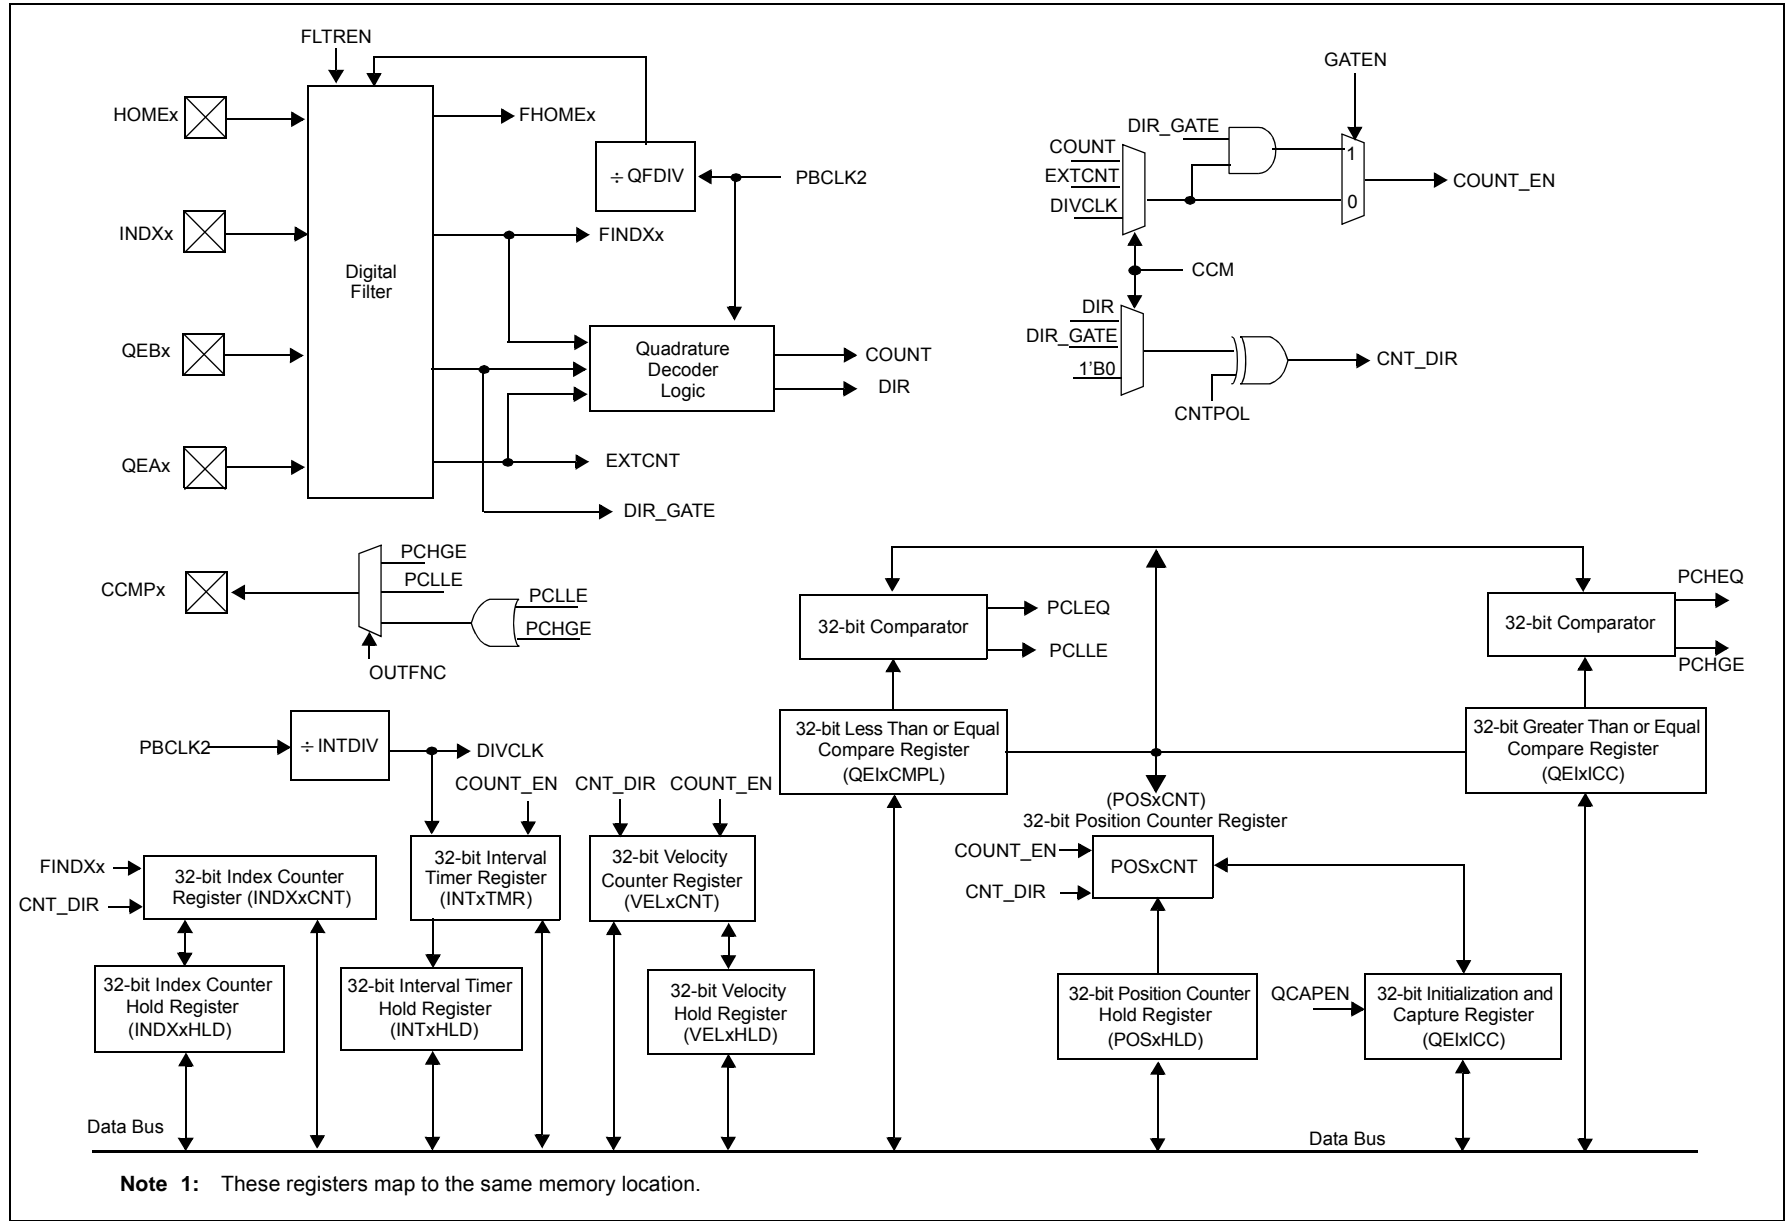 FLTREN
HOMEx
INDXx
QEBx
QEAx
Digital
Filter
FHOMEx
÷ QFDIV
PBCLK2
FINDXx
Quadrature
Decoder
Logic
COUNT
DIR
EXTCNT
DIR_GATE
GATEN
DIR_GATE
COUNT
EXTCNT
DIVCLK
1
0
COUNT_EN
CCM
DIR
DIR_GATE
1'B0
CNTPOL
CNT_DIR
CCMPx
PCHGE
PCLLE
PCLLE
PCHGE
OUTFNC
32-bit Comparator
PCLEQ
PCLLE
32-bit Comparator
PCHEQ
PCHGE
PBCLK2
÷ INTDIV
DIVCLK
COUNT_EN
CNT_DIR
COUNT_EN
32-bit Less Than or Equal
Compare Register
(QEIxCMPL)
32-bit Greater Than or Equal
Compare Register
(QEIxICC)
(POSxCNT)
32-bit Position Counter Register
COUNT_EN
CNT_DIR
POSxCNT
FINDXx
CNT_DIR
32-bit Index Counter
Register (INDXxCNT)
32-bit Interval
Timer Register
(INTxTMR)
32-bit Velocity
Counter Register
(VELxCNT)
32-bit Index Counter
Hold Register
(INDXxHLD)
32-bit Interval Timer
Hold Register
(INTxHLD)
32-bit Velocity
Hold Register
(VELxHLD)
32-bit Position Counter
Hold Register
(POSxHLD)
QCAPEN
32-bit Initialization and
Capture Register
(QEIxICC)
Data Bus
Data Bus
Note 1: These registers map to the same memory location.